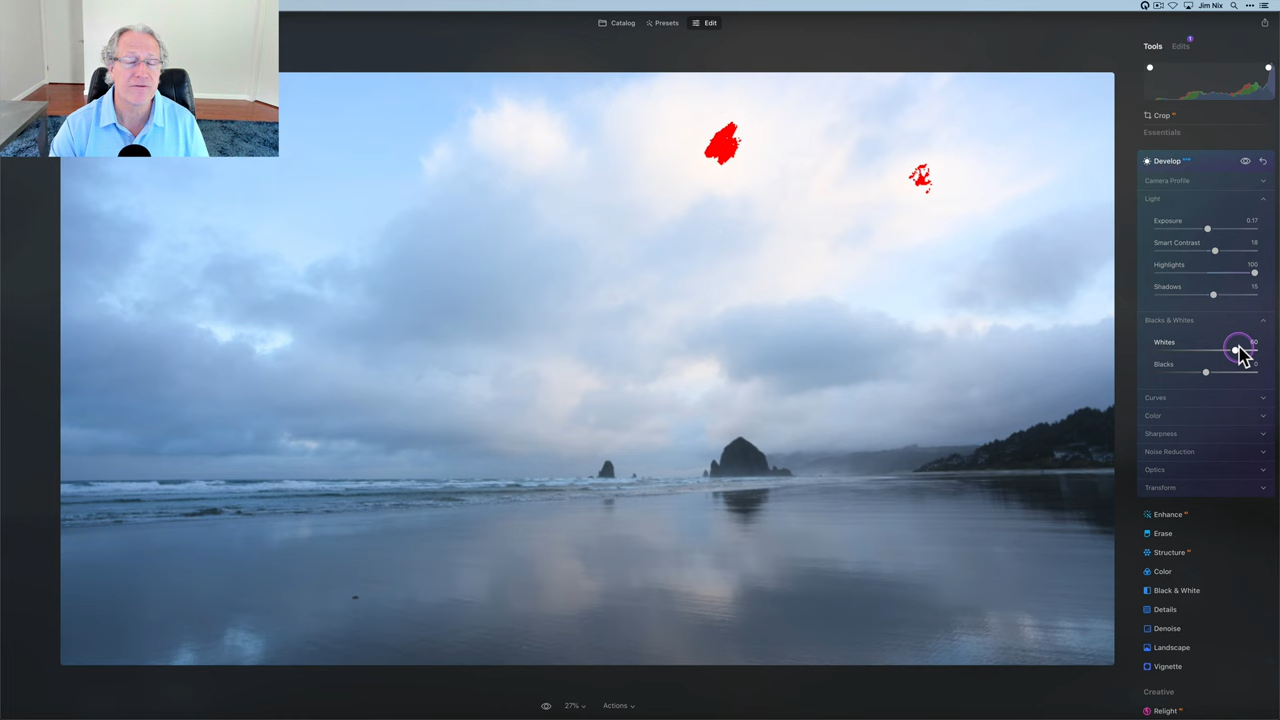 Jim Nix
Catalog Presets Edit
Tools Edits
Crop
Essentials
Develop
Camera Profile
Light
Exposure 0.17
Smart Contrast 18
Highlights 100
Shadows 15
Blacks & Whites
Whites 60
Blacks 0
Curves
Color
Sharpness
Noise Reduction
Optics
Transform
Enhance
Erase
Structure
Color
Black & White
Details
Denoise
Landscape
Vignette
Creative
Relight
27% Actions